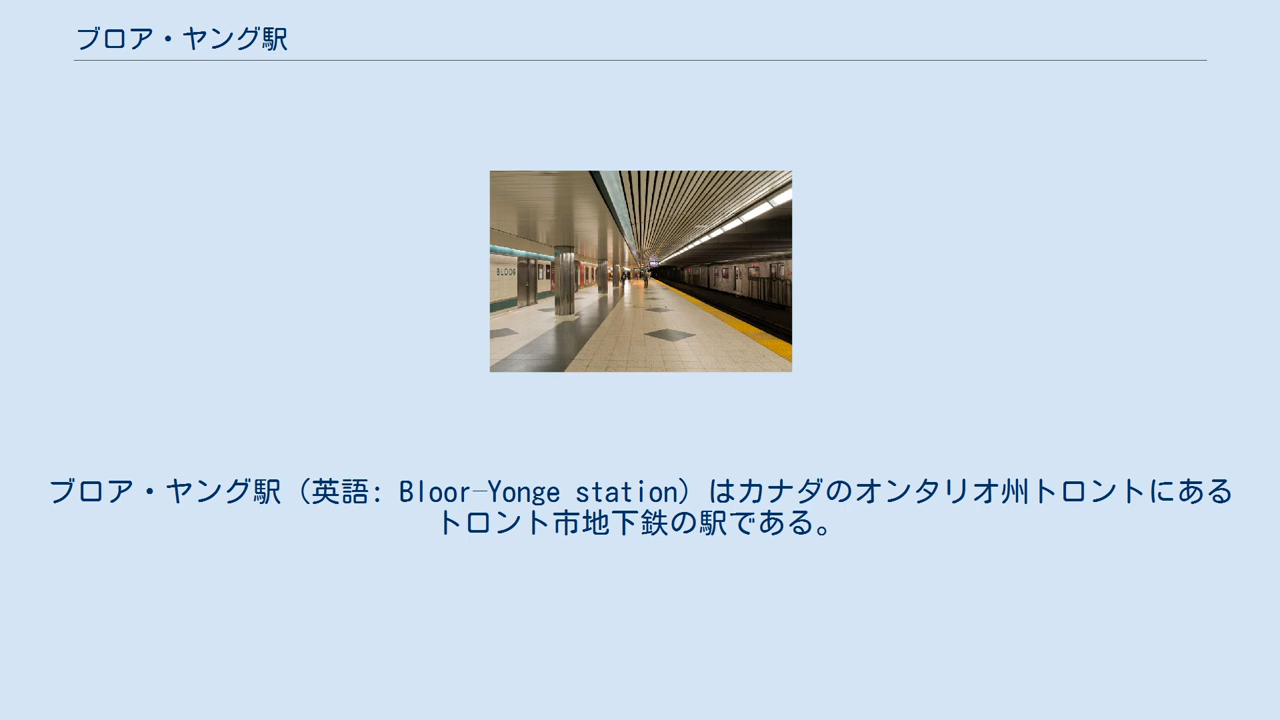 ブロア・ヤング駅
BLOOR
ブロア・ヤング駅（英語: Bloor–Yonge station）はカナダのオンタリオ州トロントにある
トロント市地下鉄の駅である。